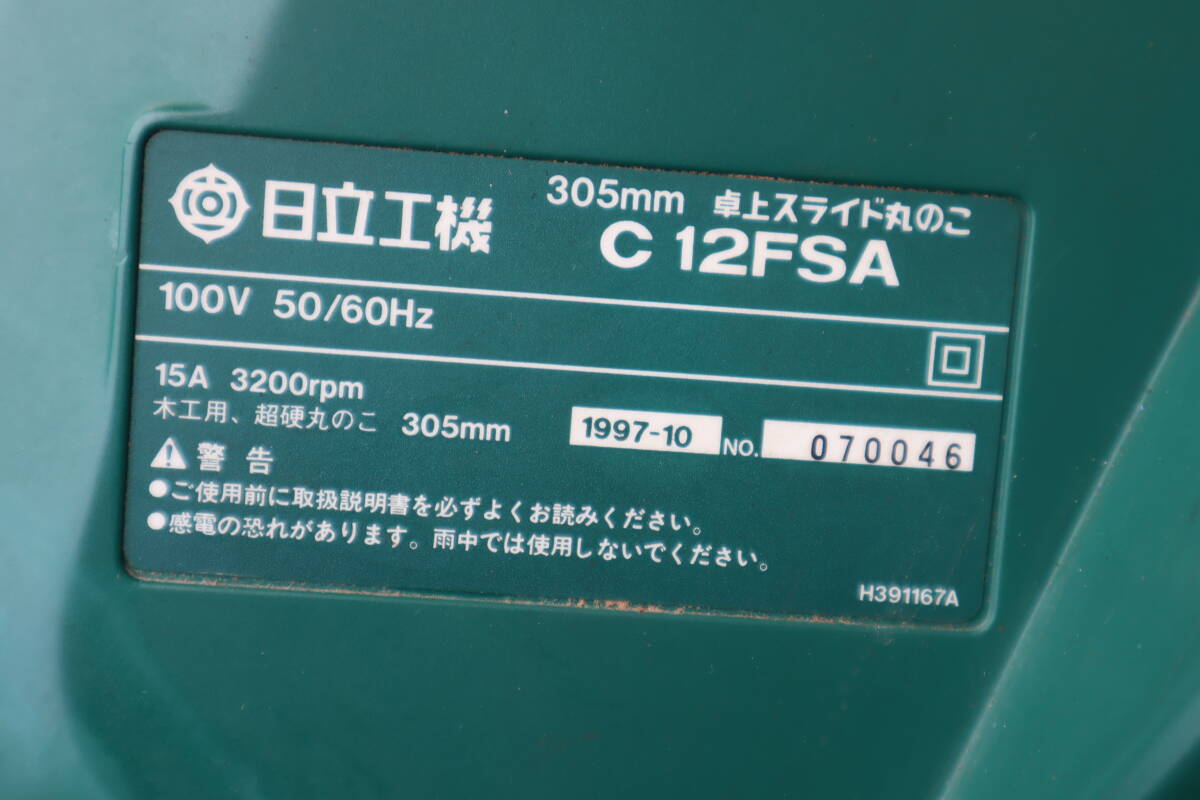 日立工機 305mm 卓上スライド丸のこ
C 12FSA
100V 50/60Hz
15A 3200rpm
木工用、超硬丸のこ 305mm 1997-10 NO. 070046
警告
●ご使用前に取扱説明書を必ずよくお読みください。
●感電の恐れがあります。雨中では使用しないでください。
H391167A